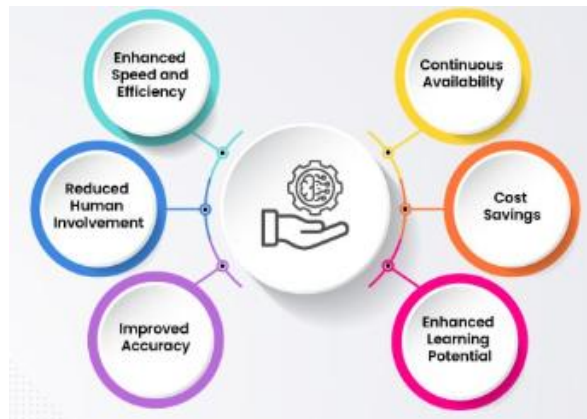 Enhanced
Speed and
Efficiency
Continuous
Availability
Reduced
Human
Involvement
Cost
Savings
Improved
Accuracy
Enhanced
Learning
Potential